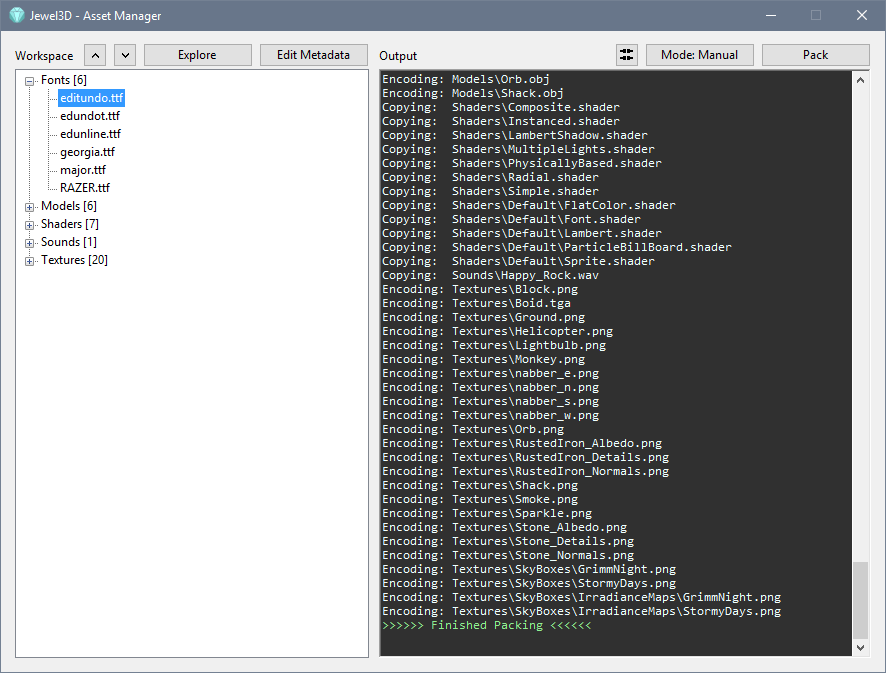 Jewel3D - Asset Manager
Workspace
Explore
Edit Metadata
Output
Mode: Manual
Pack
Fonts [6]
editundo.ttf
edundot.ttf
edunline.ttf
georgia.ttf
major.ttf
RAZER.ttf
Models [6]
Shaders [7]
Sounds [1]
Textures [20]
Encoding: Models\Orb.obj
Encoding: Models\Shack.obj
Copying:  Shaders\Composite.shader
Copying:  Shaders\Instanced.shader
Copying:  Shaders\LambertShadow.shader
Copying:  Shaders\MultipleLights.shader
Copying:  Shaders\PhysicallyBased.shader
Copying:  Shaders\Radial.shader
Copying:  Shaders\Simple.shader
Copying:  Shaders\Default\FlatColor.shader
Copying:  Shaders\Default\Font.shader
Copying:  Shaders\Default\Lambert.shader
Copying:  Shaders\Default\ParticleBillBoard.shader
Copying:  Shaders\Default\Sprite.shader
Copying:  Sounds\Happy_Rock.wav
Encoding: Textures\Block.png
Encoding: Textures\Boid.tga
Encoding: Textures\Ground.png
Encoding: Textures\Helicopter.png
Encoding: Textures\Lightbulb.png
Encoding: Textures\Monkey.png
Encoding: Textures\nabber_e.png
Encoding: Textures\nabber_n.png
Encoding: Textures\nabber_s.png
Encoding: Textures\nabber_w.png
Encoding: Textures\Orb.png
Encoding: Textures\RustedIron_Albedo.png
Encoding: Textures\RustedIron_Details.png
Encoding: Textures\RustedIron_Normals.png
Encoding: Textures\Shack.png
Encoding: Textures\Smoke.png
Encoding: Textures\Sparkle.png
Encoding: Textures\Stone_Albedo.png
Encoding: Textures\Stone_Details.png
Encoding: Textures\Stone_Normals.png
Encoding: Textures\SkyBoxes\GrimmNight.png
Encoding: Textures\SkyBoxes\StormyDays.png
Encoding: Textures\SkyBoxes\IrradianceMaps\GrimmNight.png
Encoding: Textures\SkyBoxes\IrradianceMaps\StormyDays.png
>>>>>> Finished Packing <<<<<<